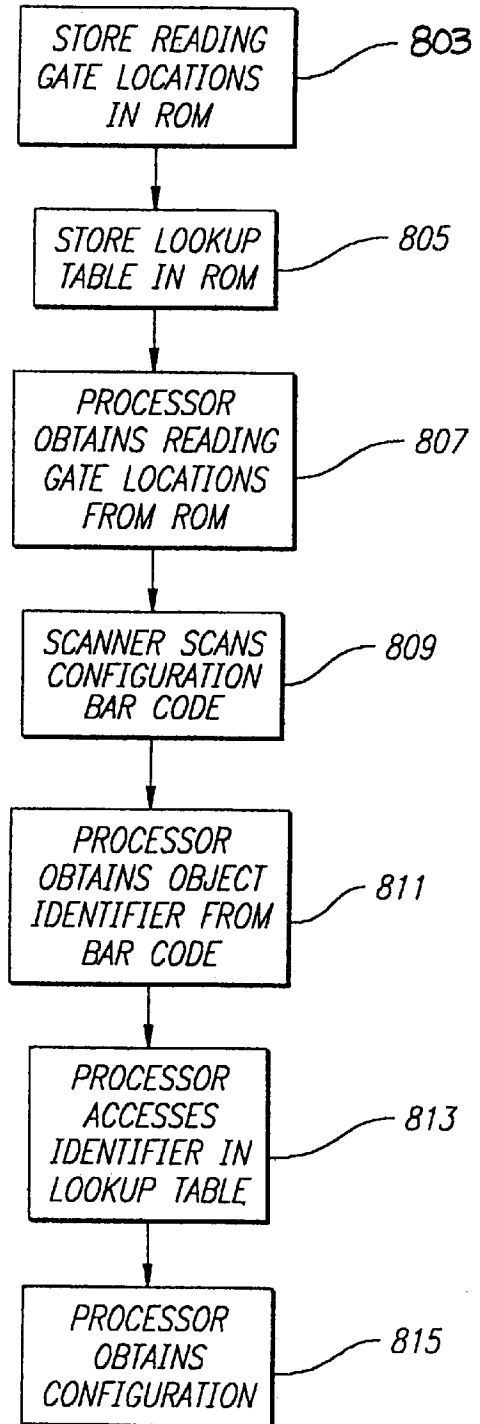 STORE READING
GATE LOCATIONS
IN ROM
803
STORE LOOKUP
TABLE IN ROM
805
PROCESSOR
OBTAINS READING
GATE LOCATIONS
FROM ROM
807
SCANNER SCANS
CONFIGURATION
BAR CODE
809
PROCESSOR
OBTAINS OBJECT
IDENTIFIER FROM
BAR CODE
811
PROCESSOR
ACCESSES
IDENTIFIER IN
LOOKUP TABLE
813
PROCESSOR
OBTAINS
CONFIGURATION
815